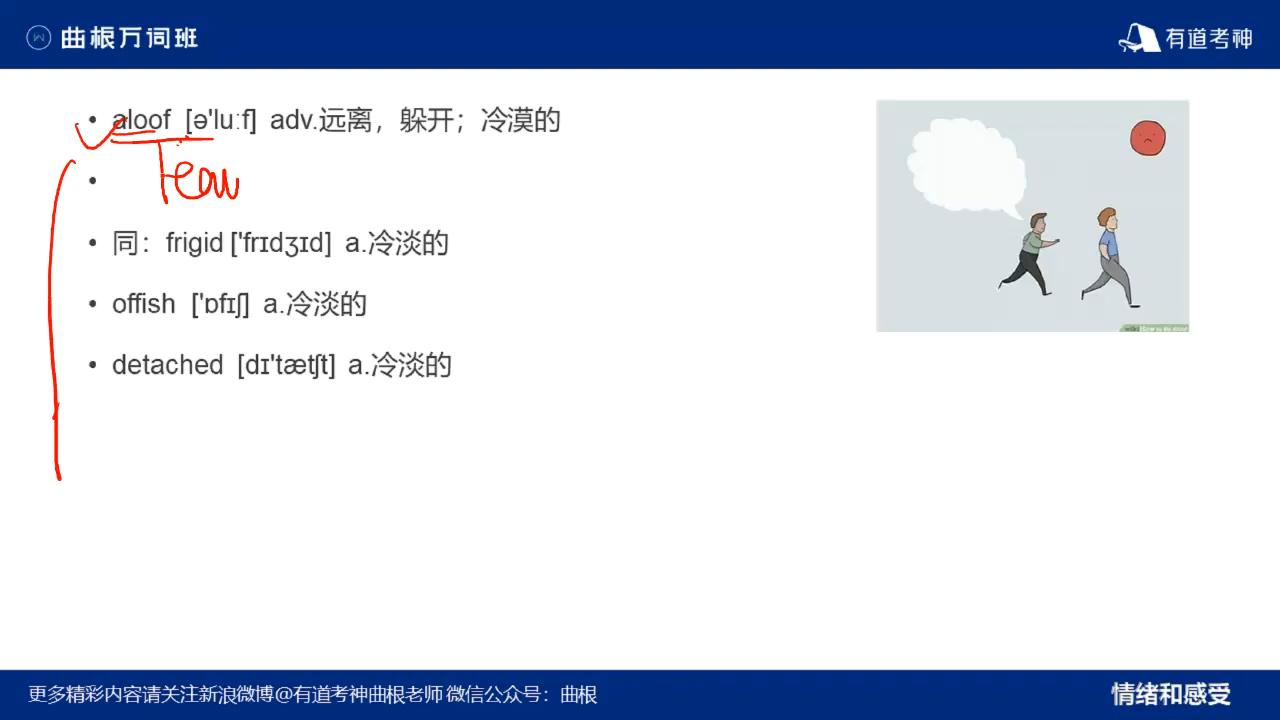 曲根万词班
有道考神
• aloof [ə'luːf] adv.远离，躲开；冷漠的
•
• 同：frigid ['frɪdʒɪd] a.冷淡的
• offish ['ɒfɪʃ] a.冷淡的
• detached [dɪ'tætʃt] a.冷淡的
更多精彩内容请关注新浪微博@有道考神曲根老师 微信公众号：曲根
情绪和感受